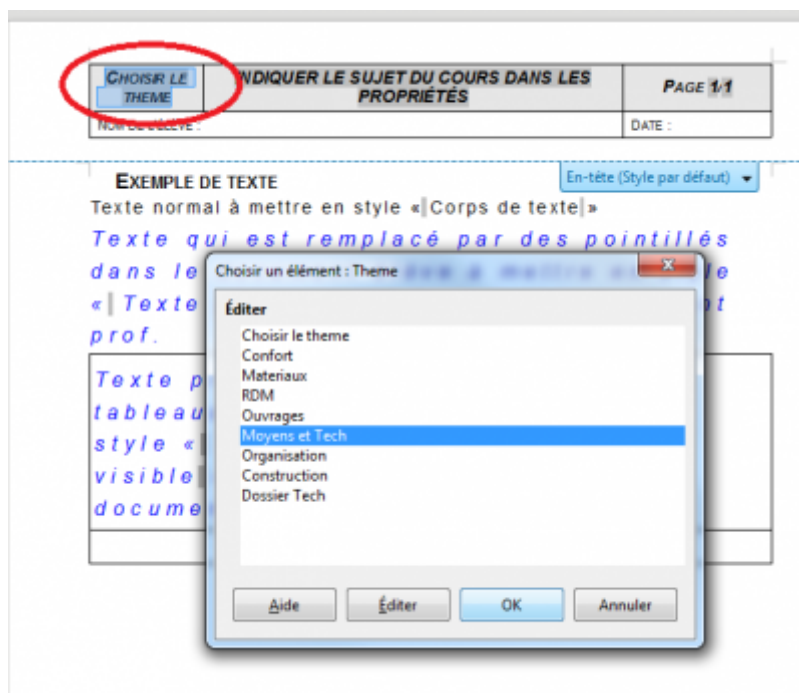 CHOISIR LE
THEME
INDIQUER LE SUJET DU COURS DANS LES
PROPRIÉTÉS
PAGE 1/1
NOM DE L'ÉLÈVE :
DATE :
En-tête (Style par défaut)
EXEMPLE DE TEXTE
Texte normal à mettre en style « Corps de texte »
Texte qui est remplacé par des pointillés
dans le
« Texte
prof.
Texte p
tableau
style «
visible
docume
Choisir un élément : Theme
Éditer
Choisir le theme
Confort
Materiaux
RDM
Ouvrages
Moyens et Tech
Organisation
Construction
Dossier Tech
Aide
Éditer
OK
Annuler